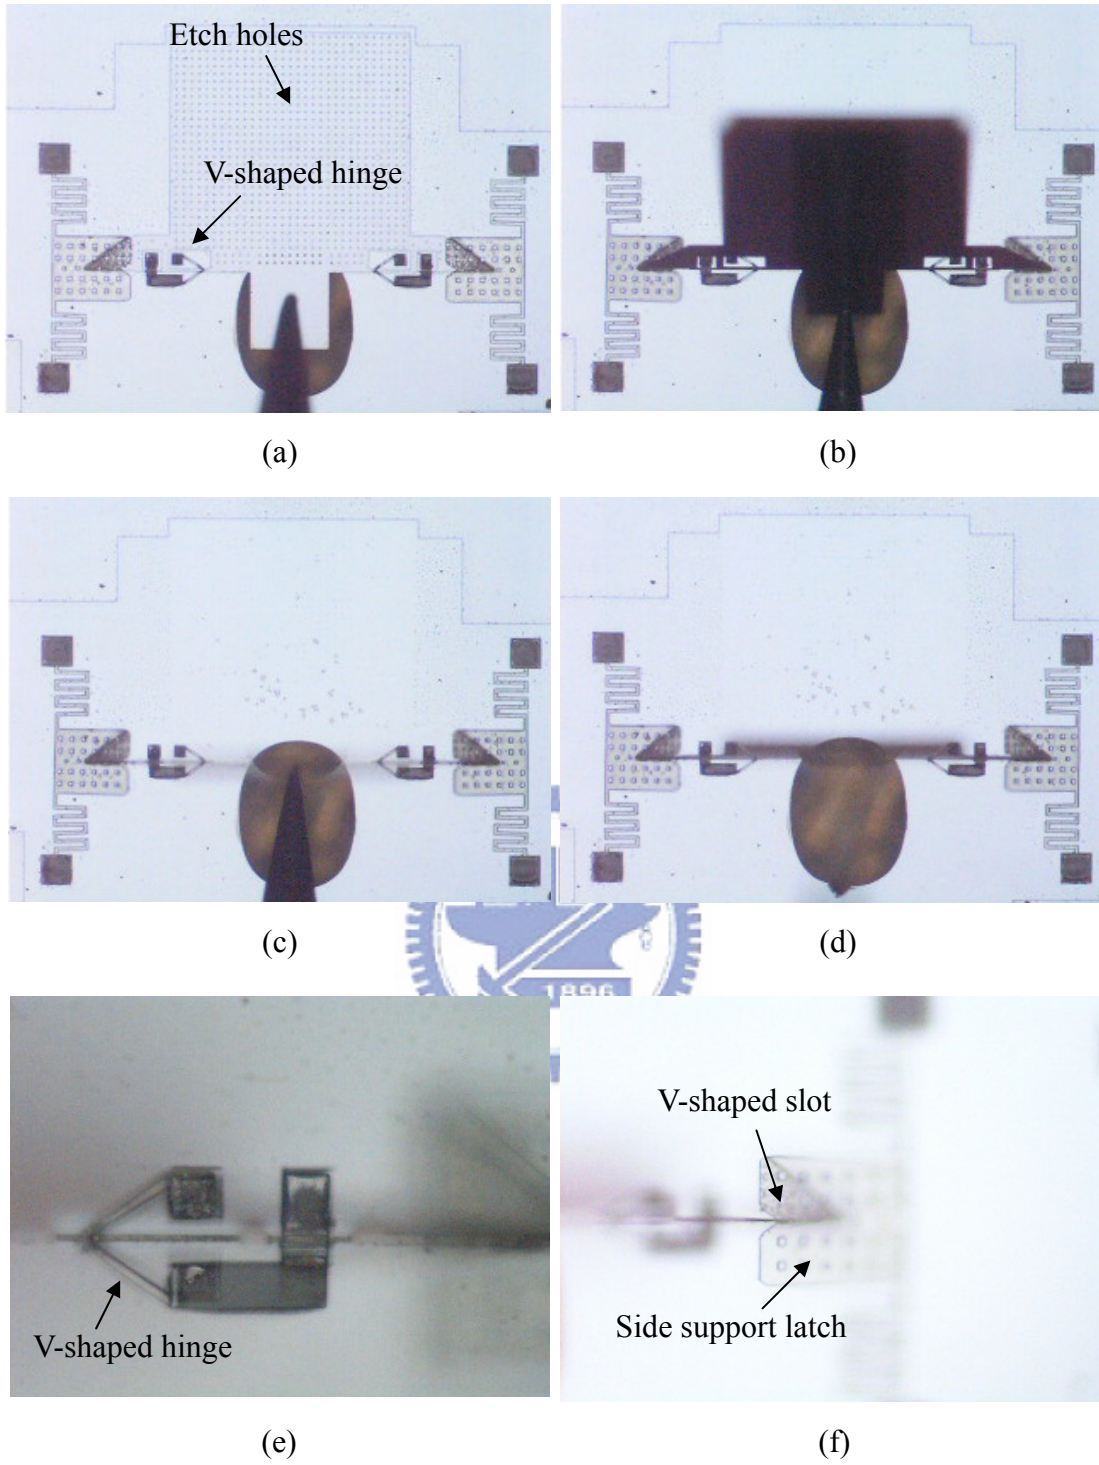 Etch holes
V-shaped hinge
(a)
(b)
(c)
(d)
1896
V-shaped hinge
(e)
V-shaped slot
Side support latch
(f)